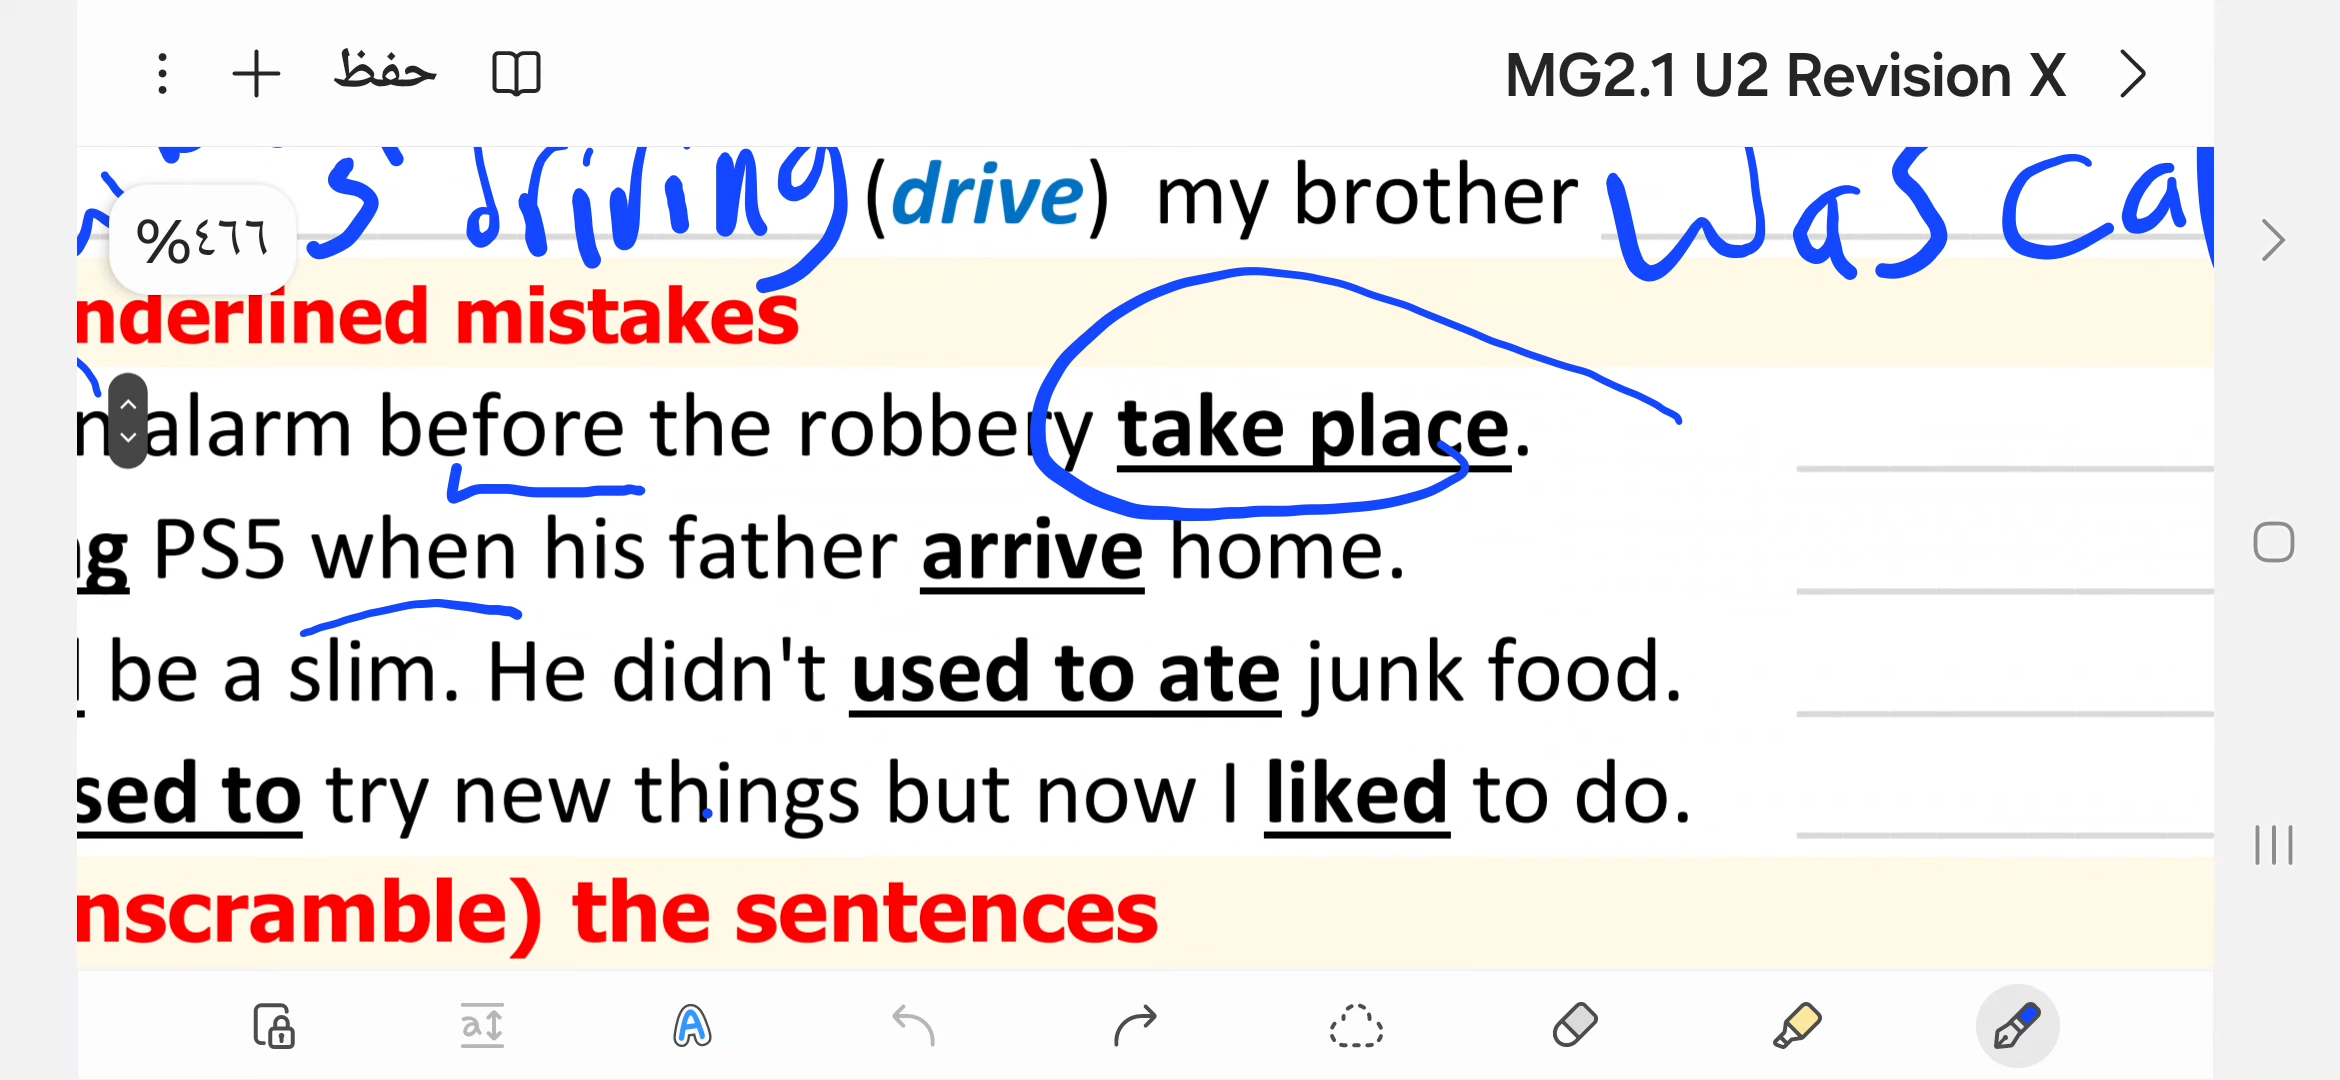 حفظ MG2.1 U2 Revision X
s driving (drive) my brother was cal
%٤٦٦
nderlined mistakes
n alarm before the robbery take place.
g PS5 when his father arrive home.
be a slim. He didn't used to ate junk food.
sed to try new things but now I liked to do.
nscramble) the sentences